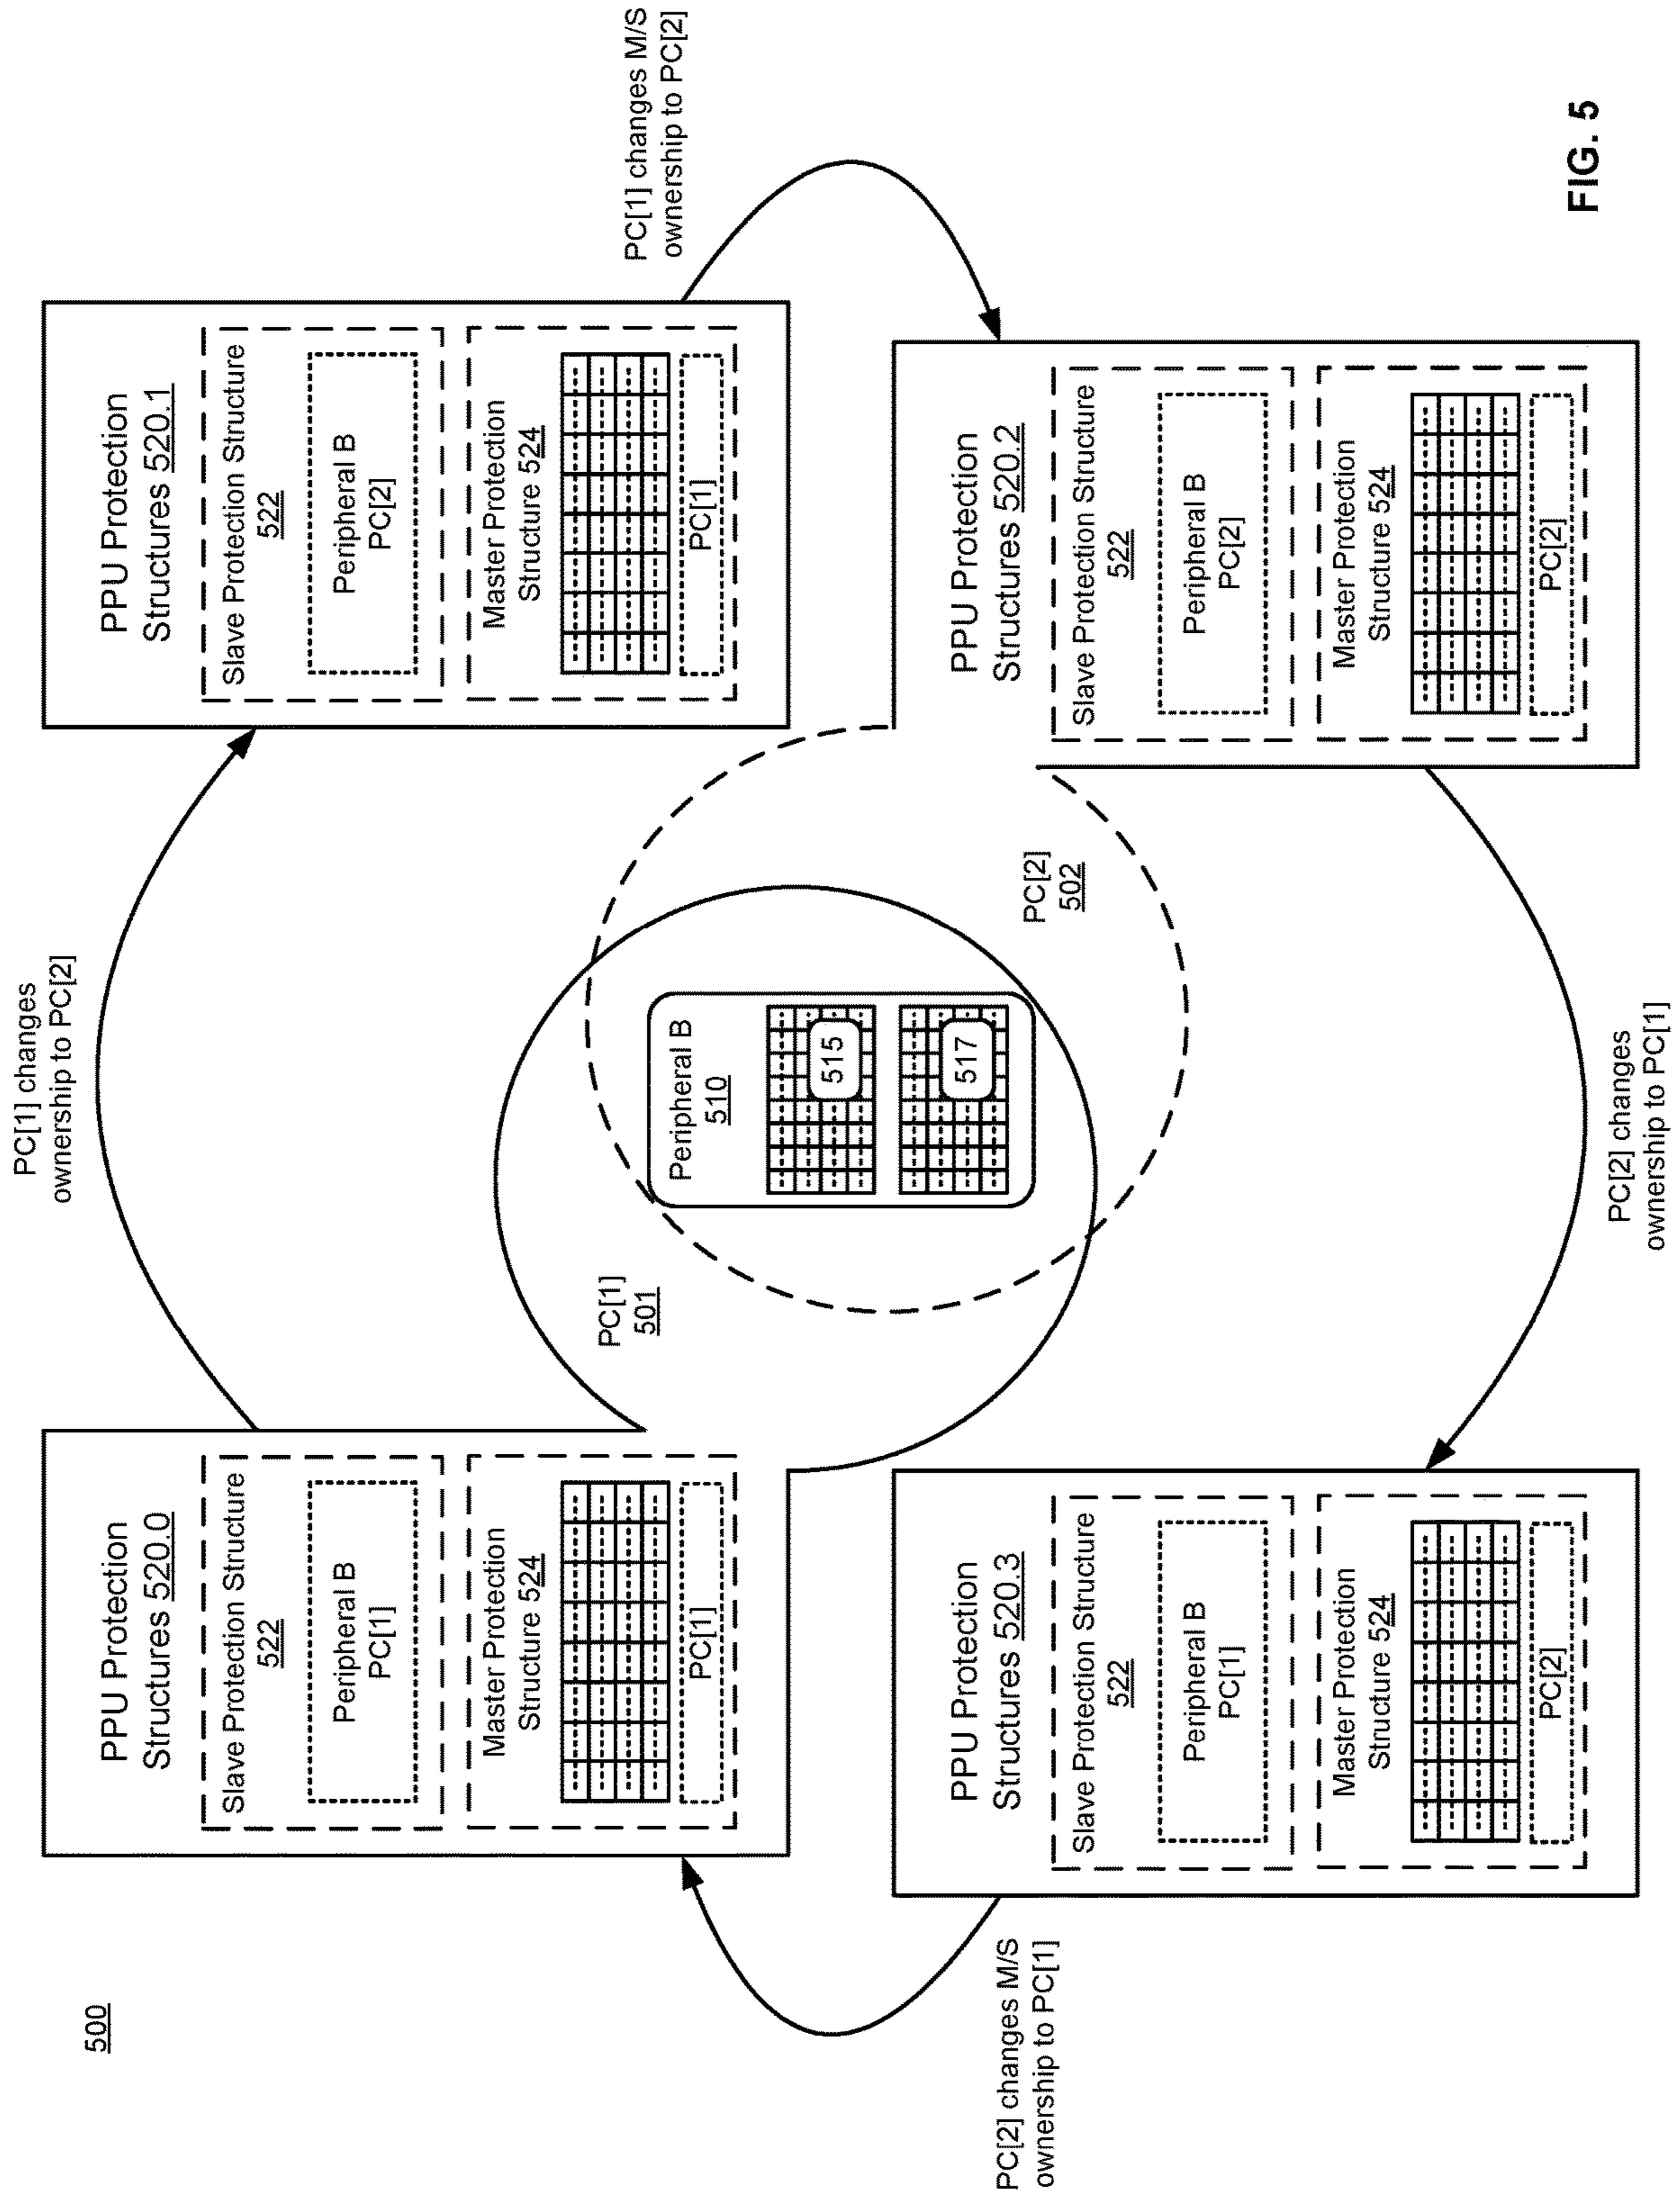 500
PC[1] changes
ownership to PC[2]
PPU Protection
Structures 520.0
Slave Protection Structure
522
Peripheral B
PC[1]
Master Protection
Structure 524
PC[1]
PPU Protection
Structures 520.1
Slave Protection Structure
522
Peripheral B
PC[2]
Master Protection
Structure 524
PC[1]
PC[1] changes M/S
ownership to PC[2]
PC[1]
501
Peripheral B
510
515
517
PC[2]
502
PC[2] changes M/S
ownership to PC[1]
PPU Protection
Structures 520.3
Slave Protection Structure
522
Peripheral B
PC[1]
Master Protection
Structure 524
PC[2]
PPU Protection
Structures 520.2
Slave Protection Structure
522
Peripheral B
PC[2]
Master Protection
Structure 524
PC[2]
PC[2] changes
ownership to PC[1]
FIG. 5